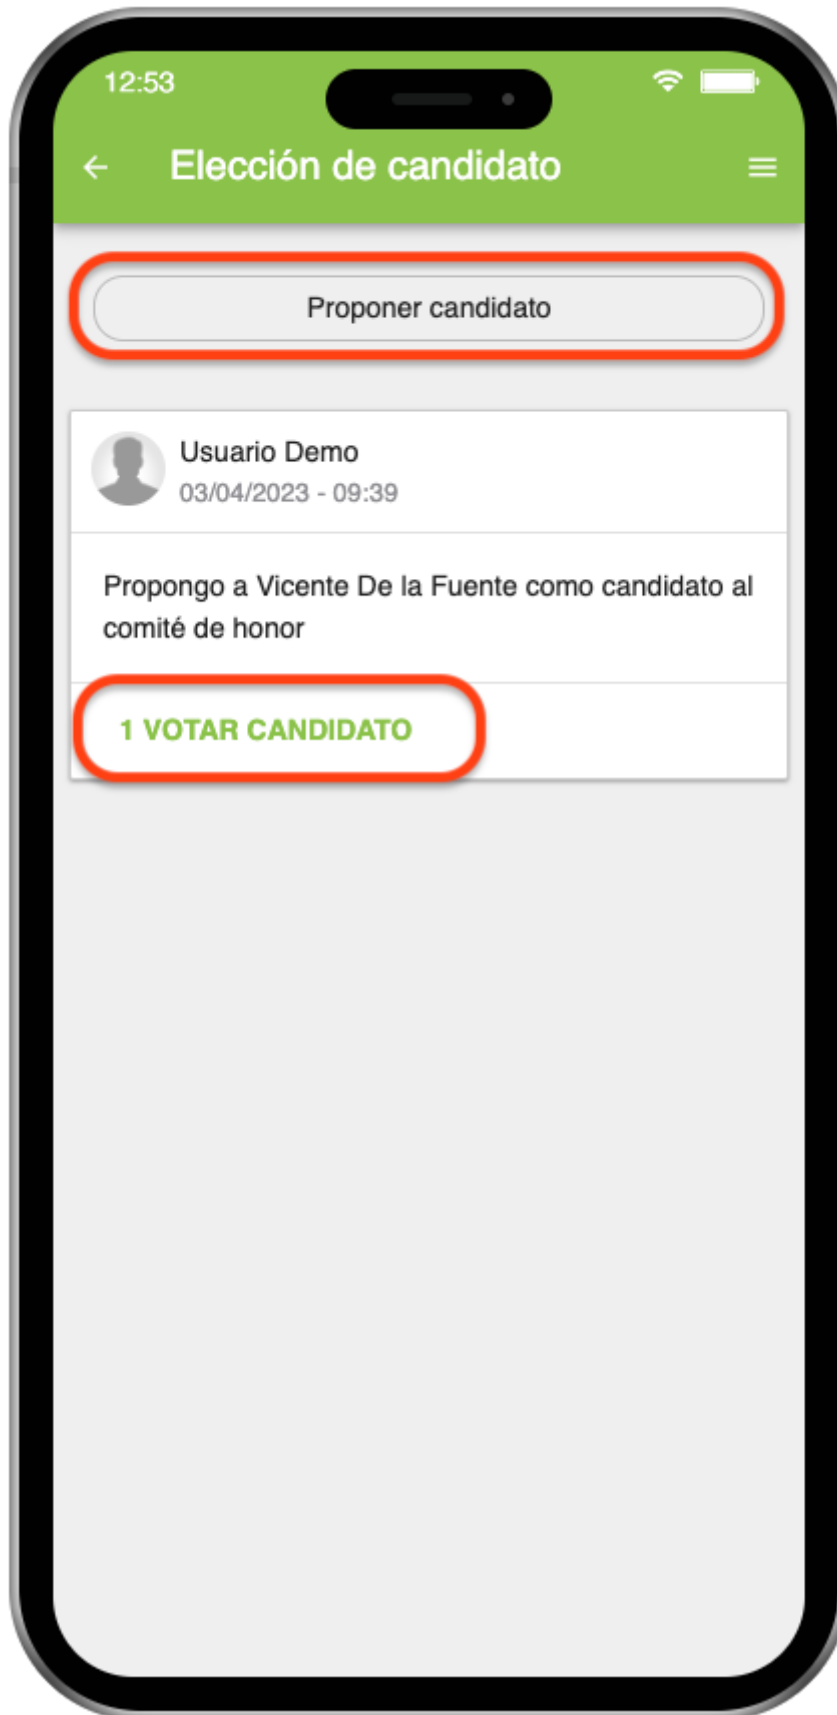 12:53
Elección de candidato
Proponer candidato
Usuario Demo
03/04/2023 - 09:39
Propongo a Vicente De la Fuente como candidato al
comité de honor
1 VOTAR CANDIDATO